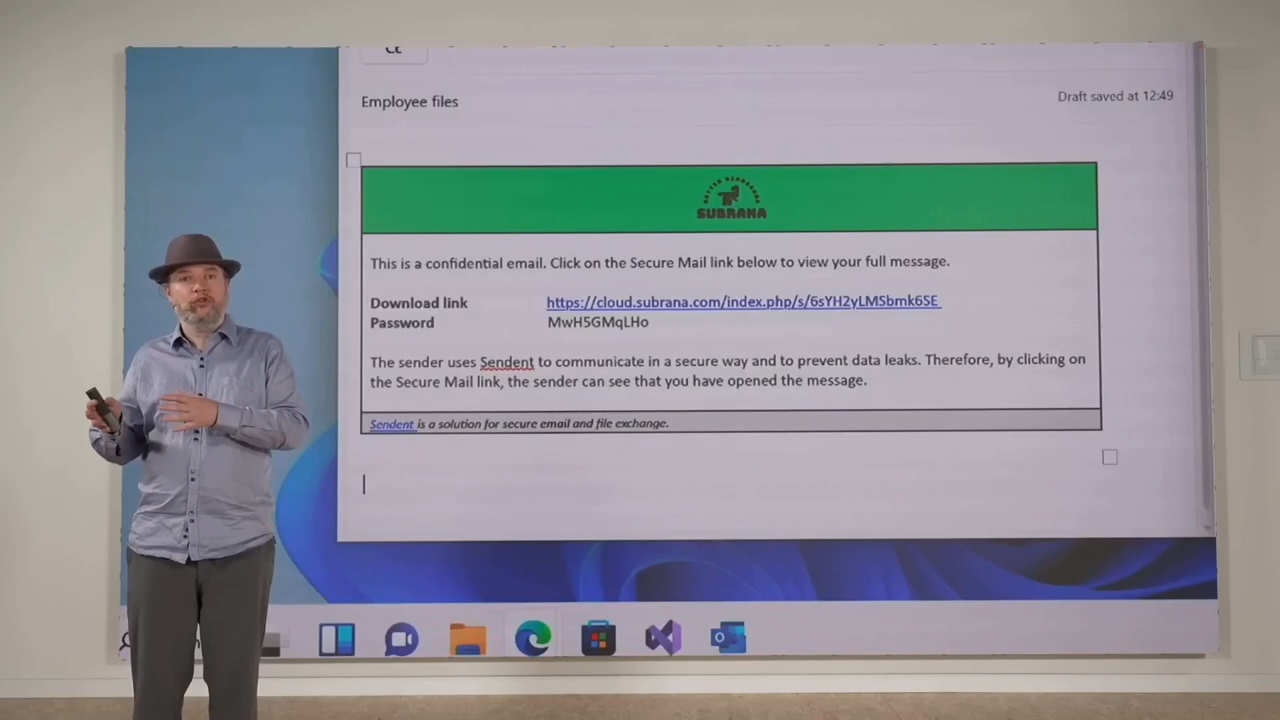 Cc
Employee files
Draft saved at 12:49
SUBRANA
This is a confidential email. Click on the Secure Mail link below to view your full message.
Download link https://cloud.subrana.com/index.php/s/6sYH2yLMSbmk6SE
Password MwH5GMqLHo
The sender uses Sendent to communicate in a secure way and to prevent data leaks. Therefore, by clicking on
the Secure Mail link, the sender can see that you have opened the message.
Sendent is a solution for secure email and file exchange.